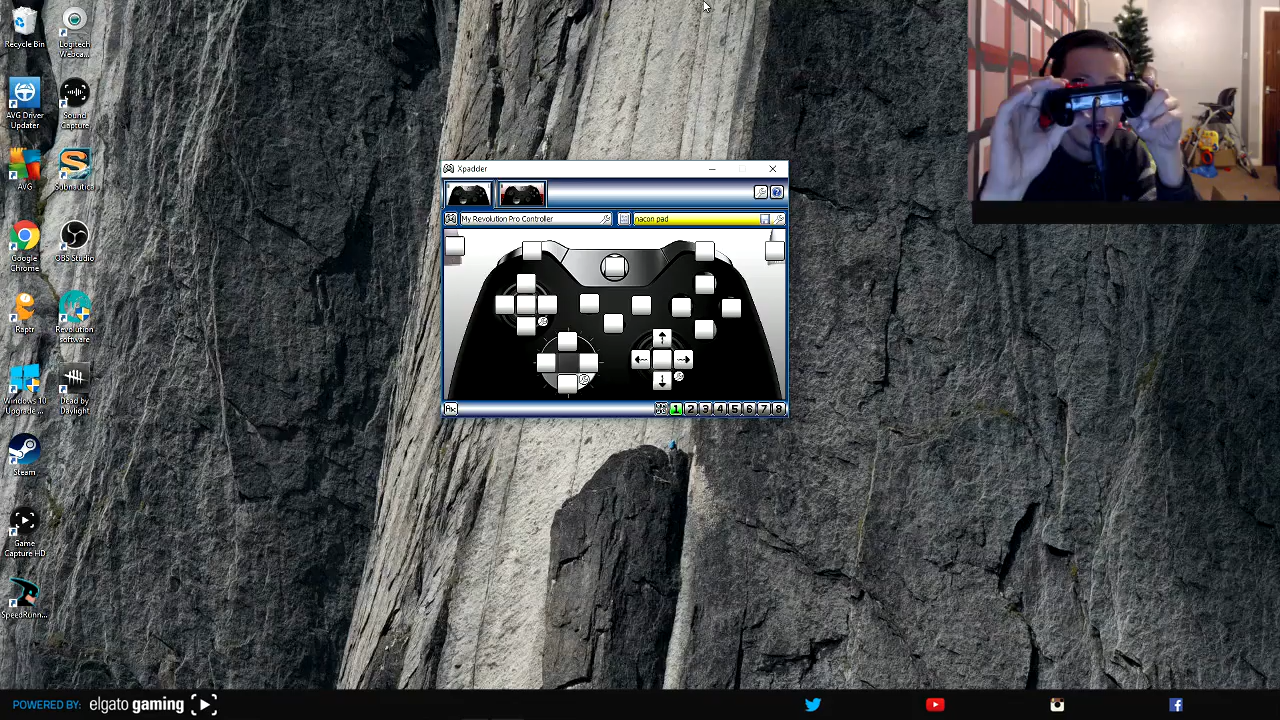 Recycle Bin
Logitech
Webca...
AVG Driver
Updater
Sound
Capture
AVG
Subnautica
Google
Chrome
OBS Studio
Raptr
Revolution
software
Windows 10
Upgrade ...
Dead by
Daylight
Steam
Game
Capture HD
SpeedRunn...
Xpadder
My Revolution Pro Controller
nacon pad
1 2 3 4 5 6 7 8
POWERED BY: elgato gaming